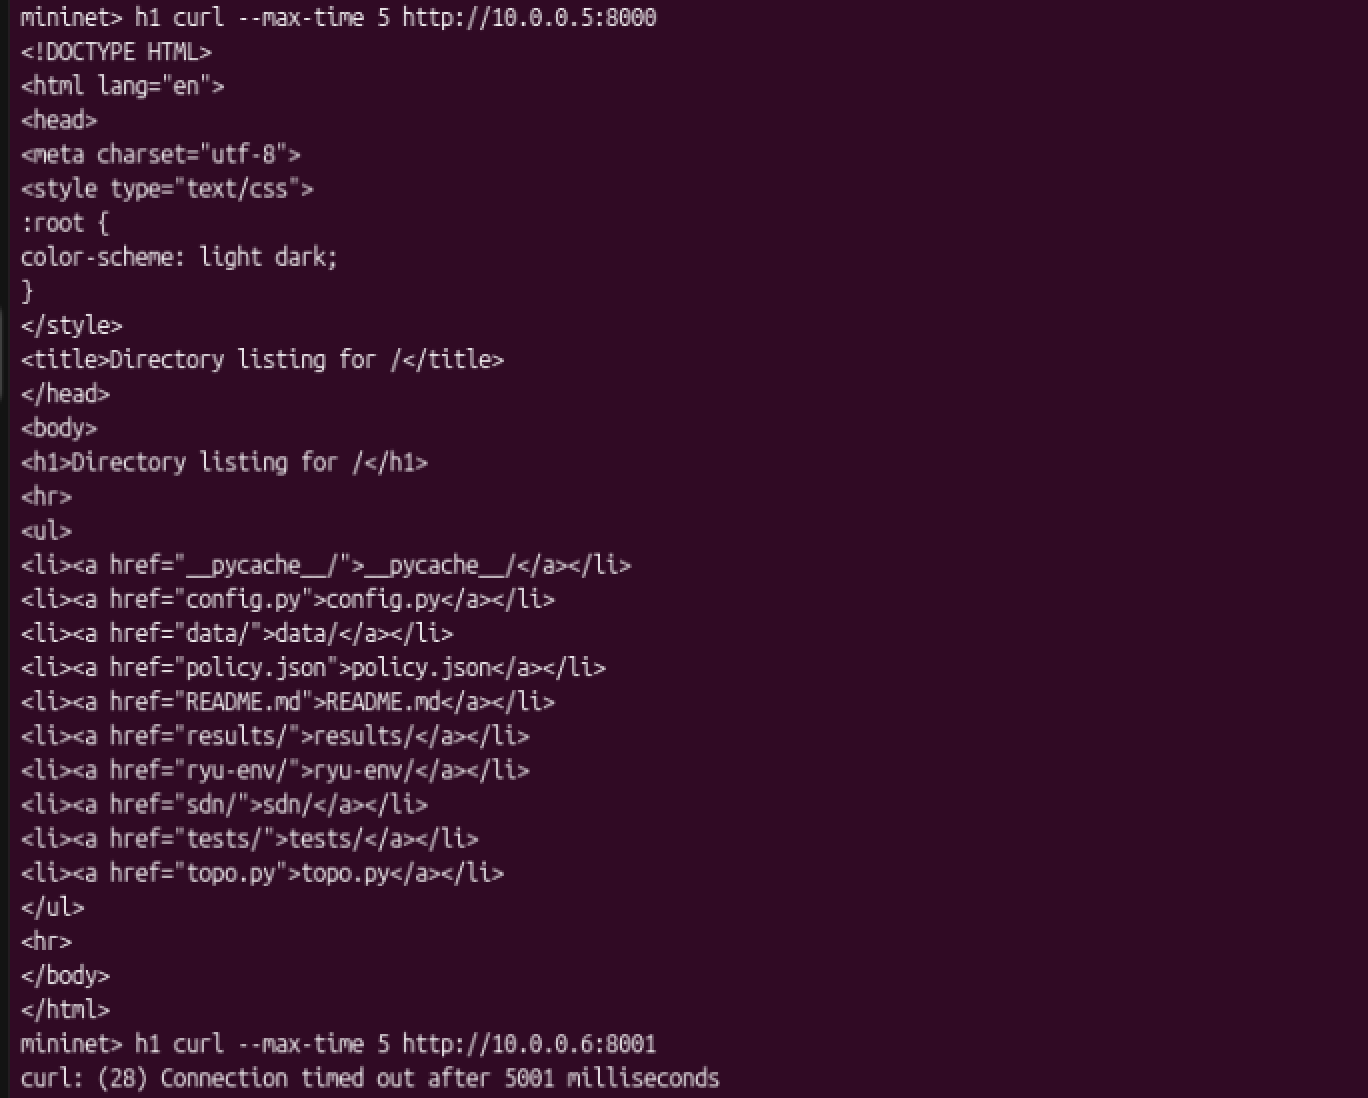 mininet> h1 curl --max-time 5 http://10.0.0.5:8000
<!DOCTYPE HTML>
<html lang="en">
<head>
<meta charset="utf-8">
<style type="text/css">
:root {
color-scheme: light dark;
}
</style>
<title>Directory listing for /</title>
</head>
<body>
<h1>Directory listing for /</h1>
<hr>
<ul>
<li><a href="__pycache__/">__pycache__/</a></li>
<li><a href="config.py">config.py</a></li>
<li><a href="data/">data/</a></li>
<li><a href="policy.json">policy.json</a></li>
<li><a href="README.md">README.md</a></li>
<li><a href="results/">results/</a></li>
<li><a href="ryu-env/">ryu-env/</a></li>
<li><a href="sdn/">sdn/</a></li>
<li><a href="tests/">tests/</a></li>
<li><a href="topo.py">topo.py</a></li>
</ul>
<hr>
</body>
</html>
mininet> h1 curl --max-time 5 http://10.0.0.6:8001
curl: (28) Connection timed out after 5001 milliseconds